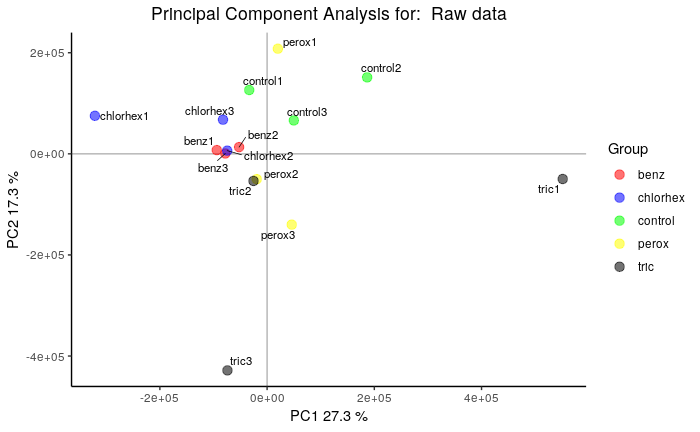 Principal Component Analysis for:  Raw data
perox1
2e+05
control2
control1
chlorhex1
chlorhex3
control3
benz2
benz1
0e+00
chlorhex2
benz3
perox2
tric2
tric1
perox3
-2e+05
tric3
-4e+05
-2e+05
0e+00
2e+05
4e+05
PC1 27.3 %
PC2 17.3 %
Group
benz
chlorhex
control
perox
tric